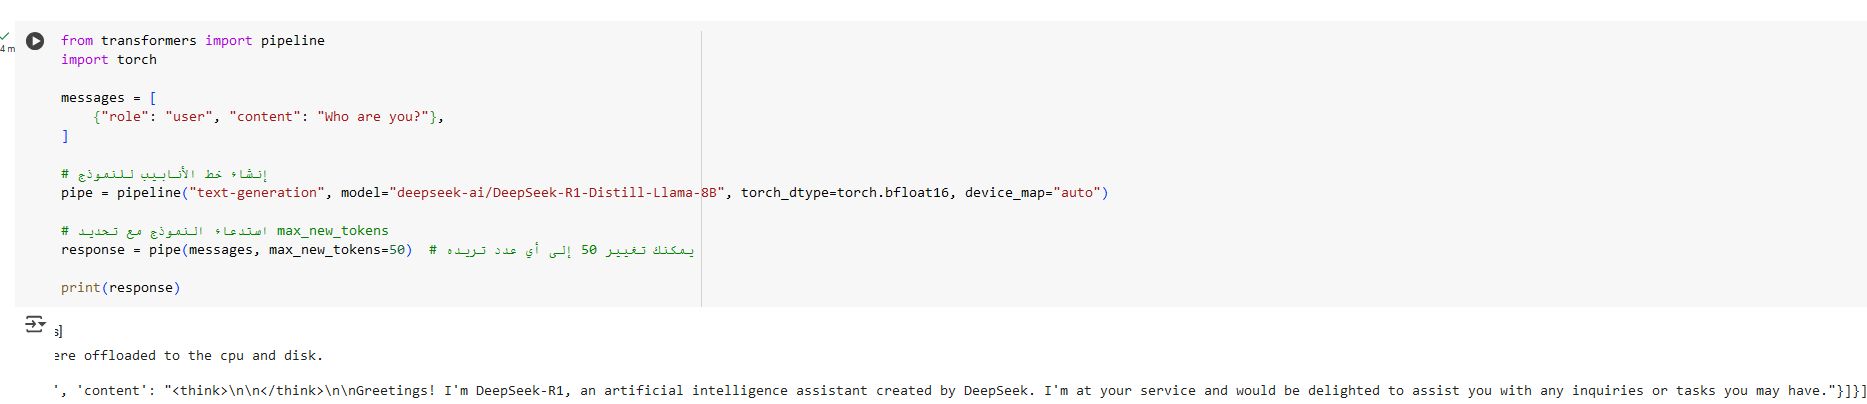 4 m
from transformers import pipeline
import torch
messages = [
{"role": "user", "content": "Who are you?"},
]
# إنشاء خط الأنابيب للنموذج
pipe = pipeline("text-generation", model="deepseek-ai/DeepSeek-R1-Distill-Llama-8B", torch_dtype=torch.bfloat16, device_map="auto")
# استدعاء النموذج مع تحديد max_new_tokens
response = pipe(messages, max_new_tokens=50)  # يمكنك تغيير 50 إلى أي عدد تريده
print(response)
s]
ere offloaded to the cpu and disk.
', 'content': "<think>\n\n</think>\n\nGreetings! I'm DeepSeek-R1, an artificial intelligence assistant created by DeepSeek. I'm at your service and would be delighted to assist you with any inquiries or tasks you may have."}]}]